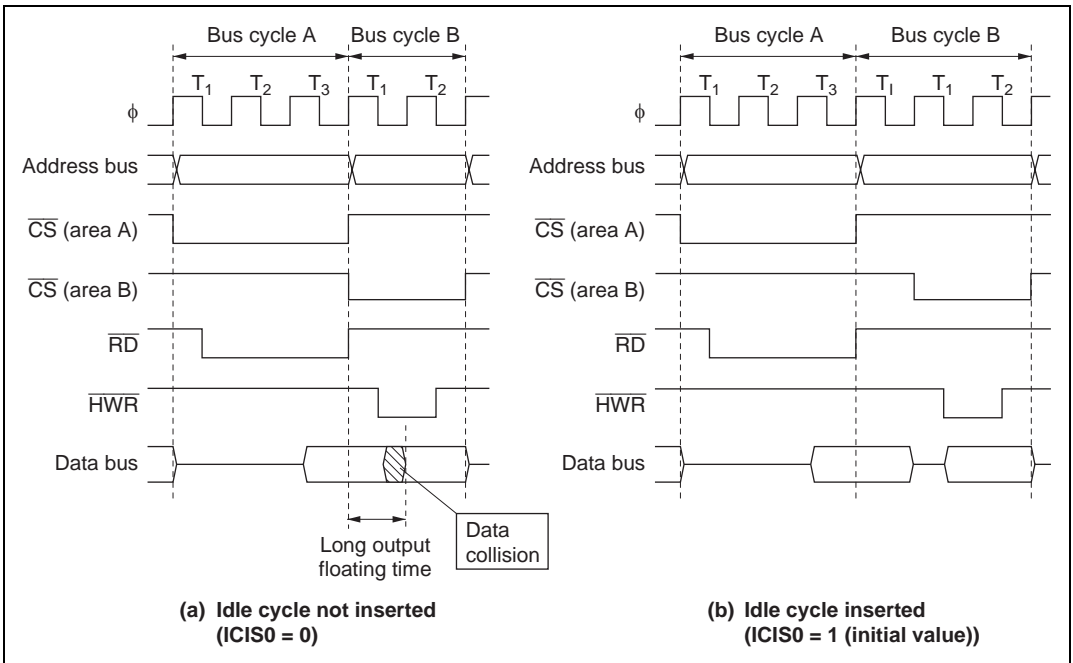 Bus cycle A
Bus cycle B
T1 T2 T3 T1 T2
ϕ
Address bus
CS (area A)
CS (area B)
RD
HWR
Data bus
Long output
floating time
Data
collision
(a) Idle cycle not inserted
(ICIS0 = 0)
Bus cycle A
Bus cycle B
T1 T2 T3 TI T1 T2
ϕ
Address bus
CS (area A)
CS (area B)
RD
HWR
Data bus
(b) Idle cycle inserted
(ICIS0 = 1 (initial value))